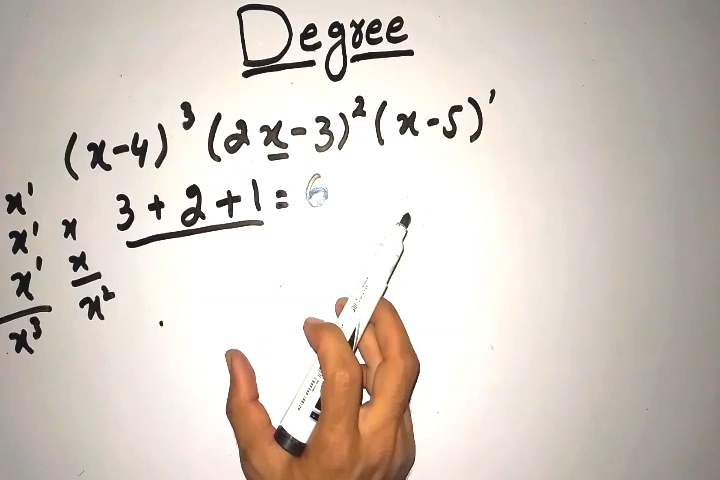 Degree
(x-4)³ (2x-3)² (x-5)¹
3 + 2 + 1 = 6
x¹
x¹ x
x¹ x
x³ x²